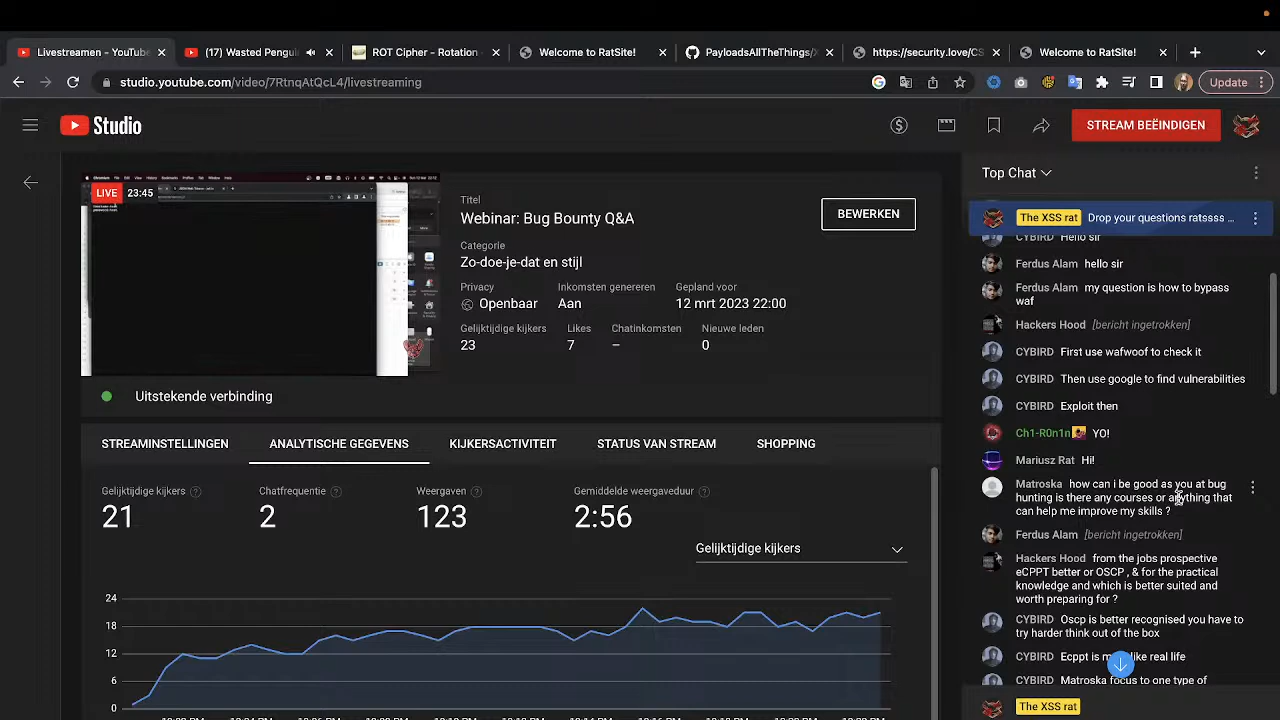 Livestreamen - YouTube
(17) Wasted Pengui
ROT Cipher - Rotation
Welcome to RatSite!
PayloadsAllTheThings/X
https://security.love/CS
Welcome to RatSite!
studio.youtube.com/video/7RtnqAtQcL4/livestreaming
Update
Studio
STREAM BEËINDIGEN
LIVE 23:45
Titel
Webinar: Bug Bounty Q&A
BEWERKEN
Categorie
Zo-doe-je-dat en stijl
Privacy
Inkomsten genereren
Gepland voor
Openbaar
Aan
12 mrt 2023 22:00
Gelijktijdige kijkers
Likes
Chatinkomsten
Nieuwe leden
23
7
–
0
Uitstekende verbinding
STREAMINSTELLINGEN
ANALYTISCHE GEGEVENS
KIJKERSACTIVITEIT
STATUS VAN STREAM
SHOPPING
Gelijktijdige kijkers
Chatfrequentie
Weergaven
Gemiddelde weergaveduur
21
2
123
2:56
Gelijktijdige kijkers
24
18
12
6
0
Top Chat
The XSS rat Drop your questions ratssss ...
CYBIRD Hello sir
Ferdus Alam hello sir
Ferdus Alam my question is how to bypass
waf
Hackers Hood [bericht ingetrokken]
CYBIRD First use wafwoof to check it
CYBIRD Then use google to find vulnerabilities
CYBIRD Exploit then
Ch1-R0n1n YO!
Mariusz Rat Hi!
Matroska how can i be good as you at bug
hunting is there any courses or anything that
can help me improve my skills ?
Ferdus Alam [bericht ingetrokken]
Hackers Hood from the jobs prospective
eCPPT better or OSCP , & for the practical
knowledge and which is better suited and
worth preparing for ?
CYBIRD Oscp is better recognised you have to
try harder think out of the box
CYBIRD Ecppt is like real life
CYBIRD Matroska focus to one type of
The XSS rat